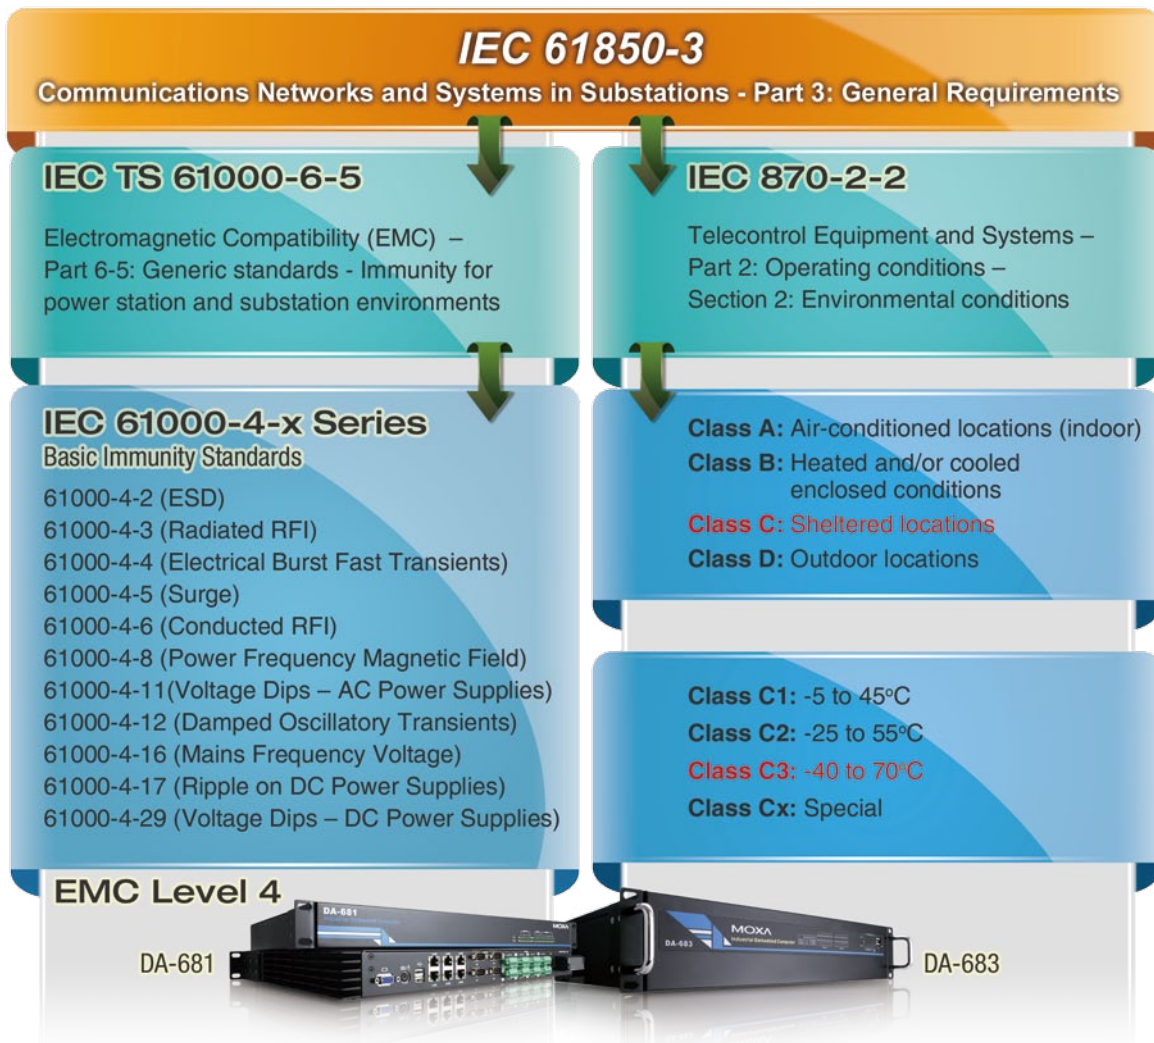 IEC 61850-3
Communications Networks and Systems in Substations - Part 3: General Requirements
IEC TS 61000-6-5
Electromagnetic Compatibility (EMC) –
Part 6-5: Generic standards - Immunity for
power station and substation environments
IEC 870-2-2
Telecontrol Equipment and Systems –
Part 2: Operating conditions –
Section 2: Environmental conditions
IEC 61000-4-x Series
Basic Immunity Standards
61000-4-2 (ESD)
61000-4-3 (Radiated RFI)
61000-4-4 (Electrical Burst Fast Transients)
61000-4-5 (Surge)
61000-4-6 (Conducted RFI)
61000-4-8 (Power Frequency Magnetic Field)
61000-4-11(Voltage Dips – AC Power Supplies)
61000-4-12 (Damped Oscillatory Transients)
61000-4-16 (Mains Frequency Voltage)
61000-4-17 (Ripple on DC Power Supplies)
61000-4-29 (Voltage Dips – DC Power Supplies)
Class A: Air-conditioned locations (indoor)
Class B: Heated and/or cooled
enclosed conditions
Class C: Sheltered locations
Class D: Outdoor locations
Class C1: -5 to 45°C
Class C2: -25 to 55°C
Class C3: -40 to 70°C
Class Cx: Special
EMC Level 4
DA-681
DA-681
MOXA
DA-683
MOXA
Industrial Embedded Computer
DA-683